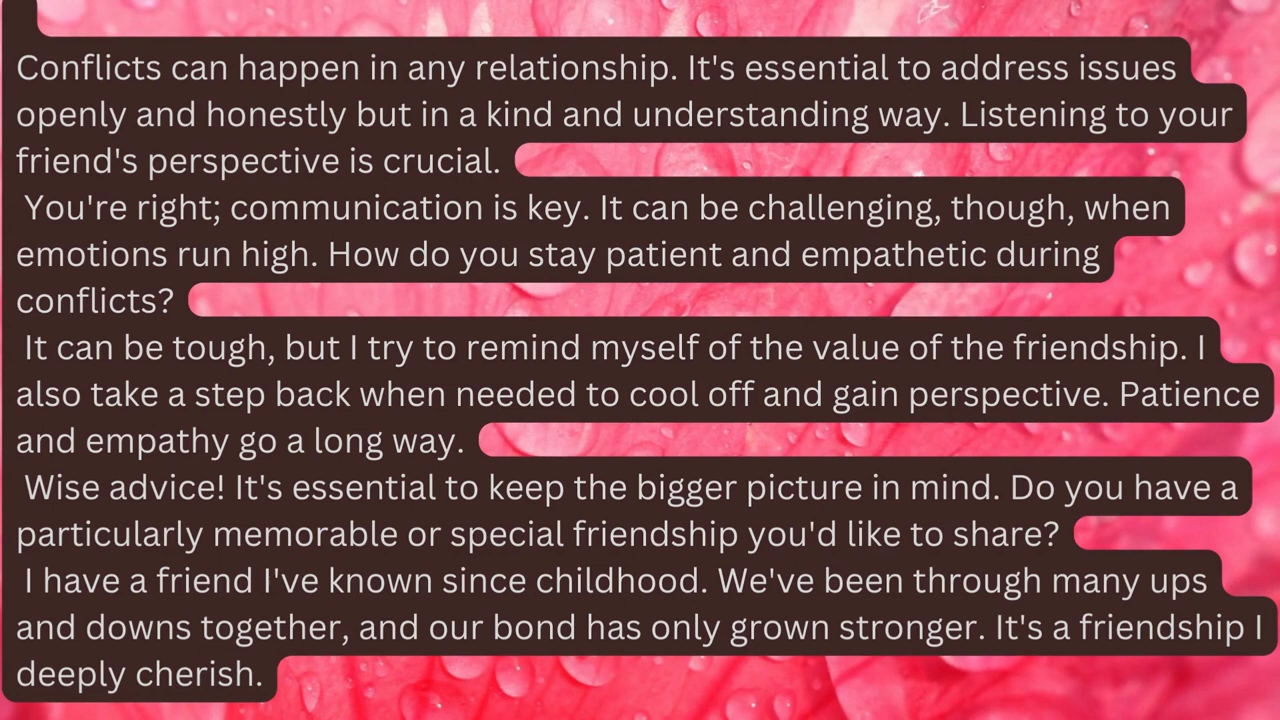 Conflicts can happen in any relationship. It's essential to address issues
openly and honestly but in a kind and understanding way. Listening to your
friend's perspective is crucial.
You're right; communication is key. It can be challenging, though, when
emotions run high. How do you stay patient and empathetic during
conflicts?
It can be tough, but I try to remind myself of the value of the friendship. I
also take a step back when needed to cool off and gain perspective. Patience
and empathy go a long way.
Wise advice! It's essential to keep the bigger picture in mind. Do you have a
particularly memorable or special friendship you'd like to share?
I have a friend I've known since childhood. We've been through many ups
and downs together, and our bond has only grown stronger. It's a friendship I
deeply cherish.